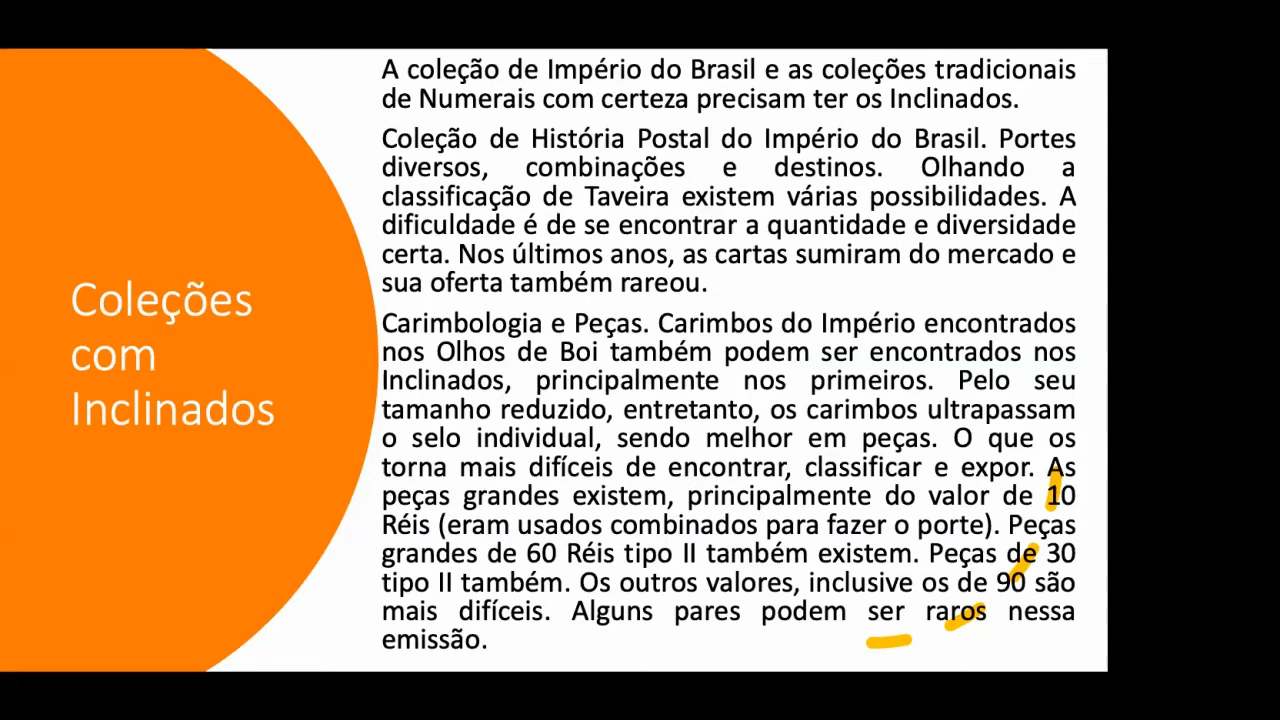 Coleções
com
Inclinados
A coleção de Império do Brasil e as coleções tradicionais
de Numerais com certeza precisam ter os Inclinados.
Coleção de História Postal do Império do Brasil. Portes
diversos, combinações e destinos. Olhando a
classificação de Taveira existem várias possibilidades. A
dificuldade é de se encontrar a quantidade e diversidade
certa. Nos últimos anos, as cartas sumiram do mercado e
sua oferta também rareou.
Carimbologia e Peças. Carimbos do Império encontrados
nos Olhos de Boi também podem ser encontrados nos
Inclinados, principalmente nos primeiros. Pelo seu
tamanho reduzido, entretanto, os carimbos ultrapassam
o selo individual, sendo melhor em peças. O que os
torna mais difíceis de encontrar, classificar e expor. As
peças grandes existem, principalmente do valor de 10
Réis (eram usados combinados para fazer o porte). Peças
grandes de 60 Réis tipo II também existem. Peças de 30
tipo II também. Os outros valores, inclusive os de 90 são
mais difíceis. Alguns pares podem ser raros nessa
emissão.